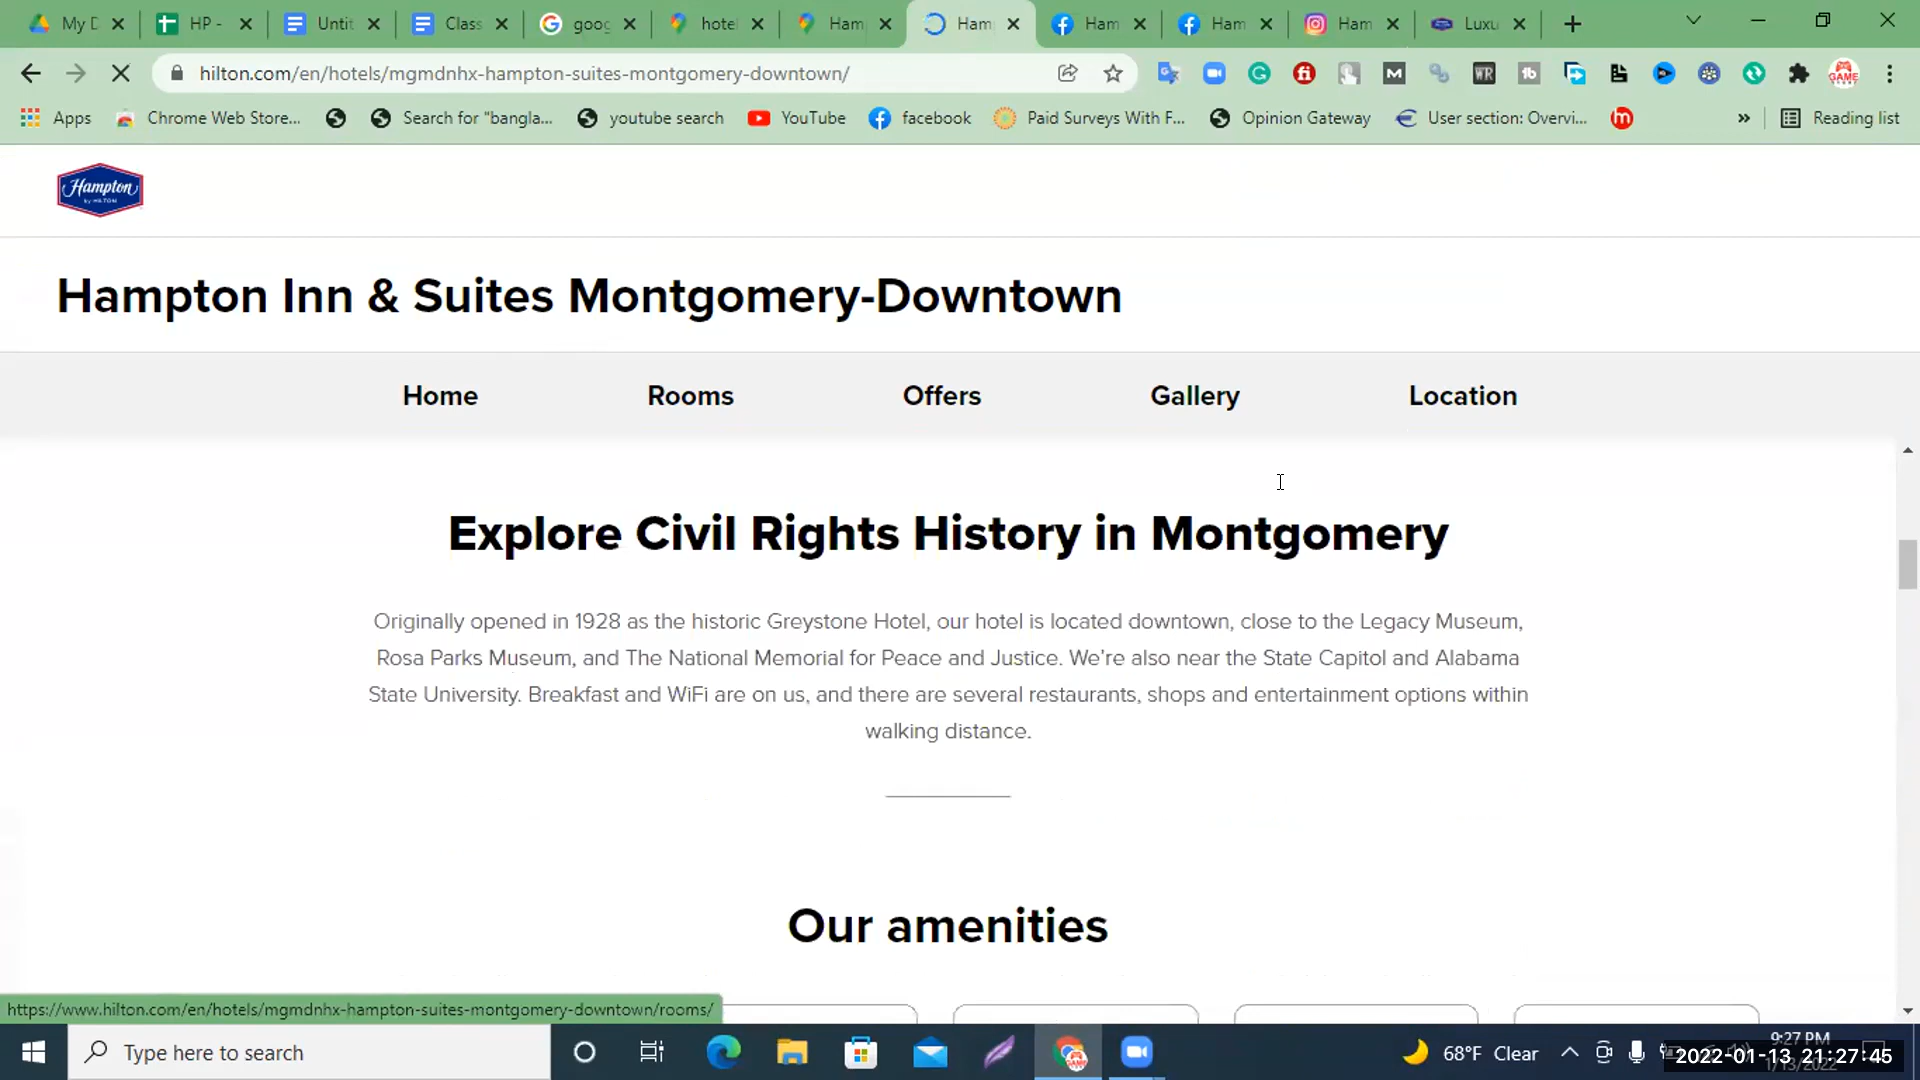 My D
HP -
Untit
Class
goog
hotel
Ham
Ham
Ham
Ham
Ham
Luxu
hilton.com/en/hotels/mgmdnhx-hampton-suites-montgomery-downtown/
Apps
Chrome Web Store...
Search for "bangla...
youtube search
YouTube
facebook
Paid Surveys With F...
Opinion Gateway
User section: Overvi...
»
Reading list
Hampton
by HILTON
Hampton Inn & Suites Montgomery-Downtown
Home
Rooms
Offers
Gallery
Location
Explore Civil Rights History in Montgomery
Originally opened in 1928 as the historic Greystone Hotel, our hotel is located downtown, close to the Legacy Museum,
Rosa Parks Museum, and The National Memorial for Peace and Justice. We're also near the State Capitol and Alabama
State University. Breakfast and WiFi are on us, and there are several restaurants, shops and entertainment options within
walking distance.
Our amenities
https://www.hilton.com/en/hotels/mgmdnhx-hampton-suites-montgomery-downtown/rooms/
Type here to search
68°F Clear
9:27 PM
2022-01-13 21:27:45